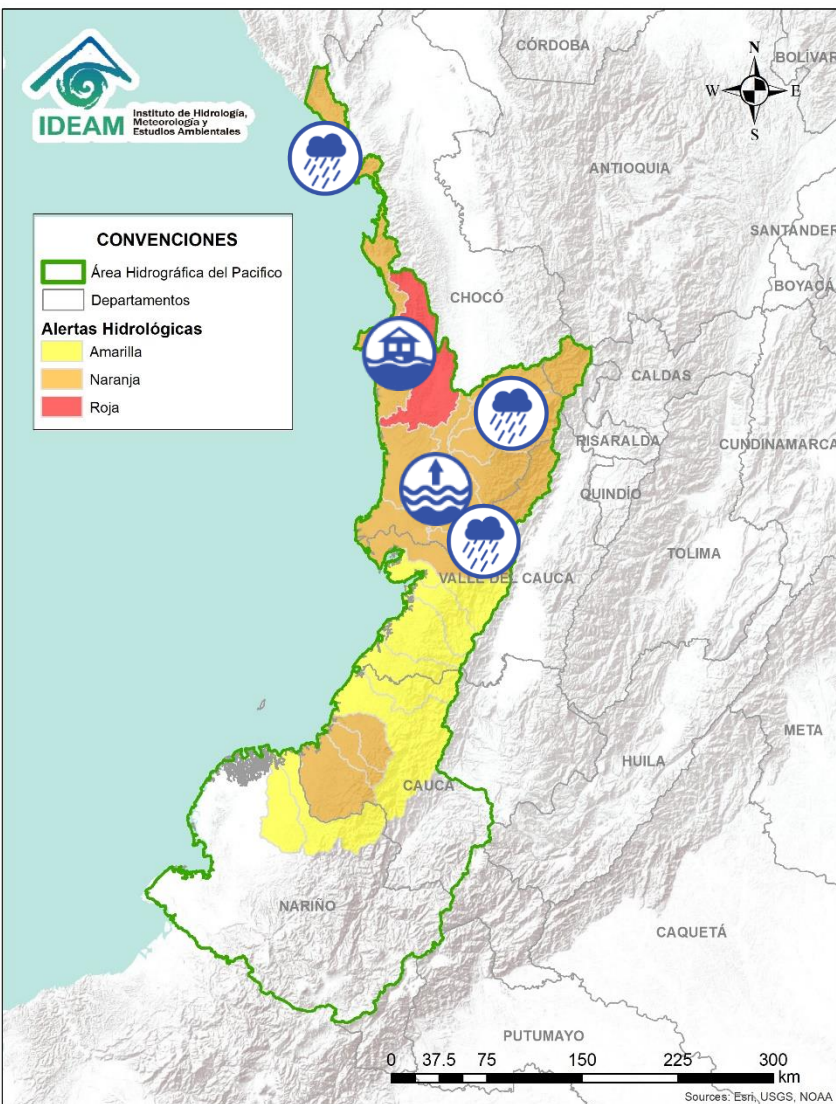 IDEAM
Instituto de Hidrología,
Meteorología y
Estudios Ambientales
N
W
E
S
CÓRDOBA
BOLÍVAR
ANTIOQUIA
SANTANDER
BOYACÁ
CHOCÓ
CALDAS
RISARALDA
CUNDINAMARCA
QUINDÍO
TOLIMA
VALLE DEL CAUCA
META
HUILA
CAUCA
NARIÑO
CAQUETÁ
PUTUMAYO
CONVENCIONES
Área Hidrográfica del Pacifico
Departamentos
Alertas Hidrológicas
Amarilla
Naranja
Roja
0 37.5 75 150 225 300
km
Sources: Esri, USGS, NOAA